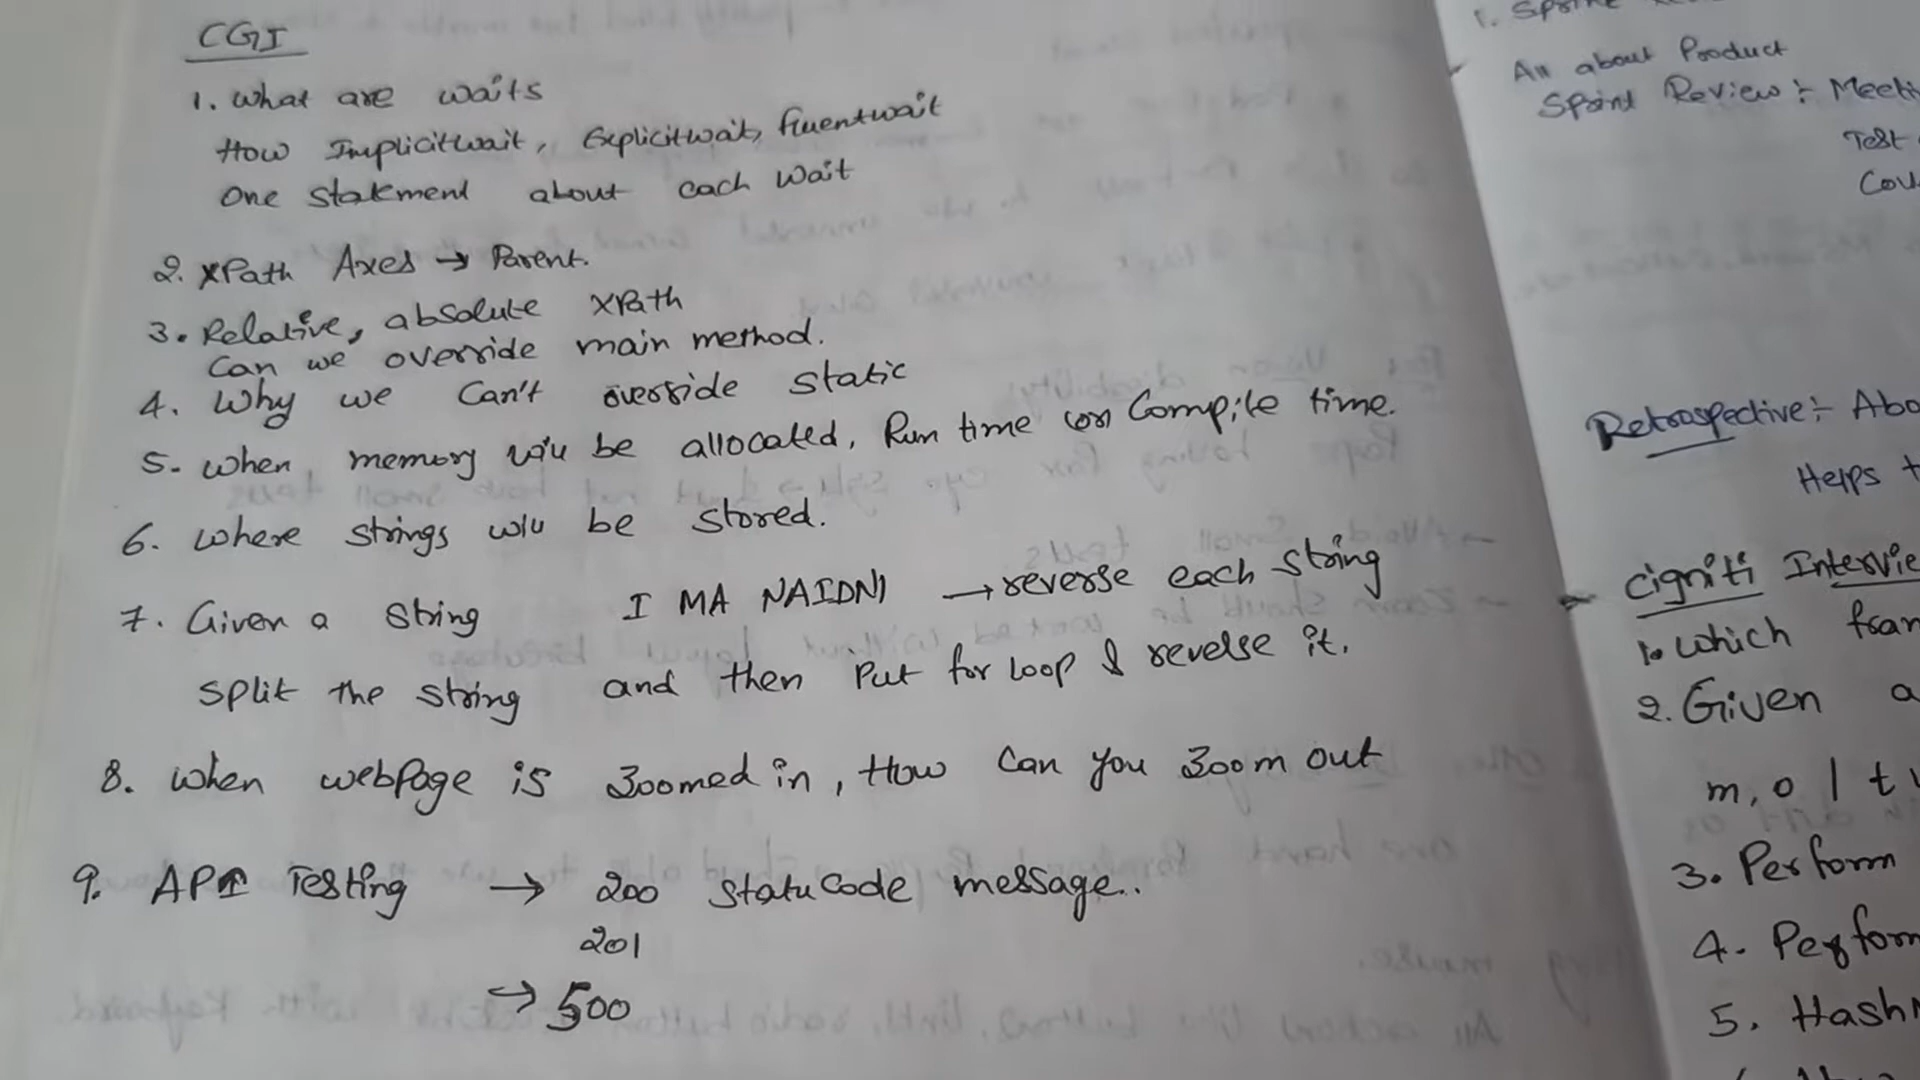 CGI
1. What are waits
How Implicitwait, Explicitwait, fluentwait
One statement about each wait
2. XPath Axes → Parent.
3. Relative, absolute XPath
Can we override main method.
4. Why we Can't override static
5. When memory will be allocated, Run time (or) Compile time.
6. Where strings will be stored.
7. Given a string I MA NAIDNI → reverse each string
Split the string and then Put for loop & reverse it.
8. When webpage is zoomed in, How Can you zoom out
9. API Testing → 200 Statu Code message..
201
→ 500
All about Product
Sprint Review :- Meeti
Test
Cov
Retrospective :- Abo
Helps t
Cigniti Intervie
1. Which fram
2. Given a
m, o l t
3. Perform
4. Perform
5. Hash